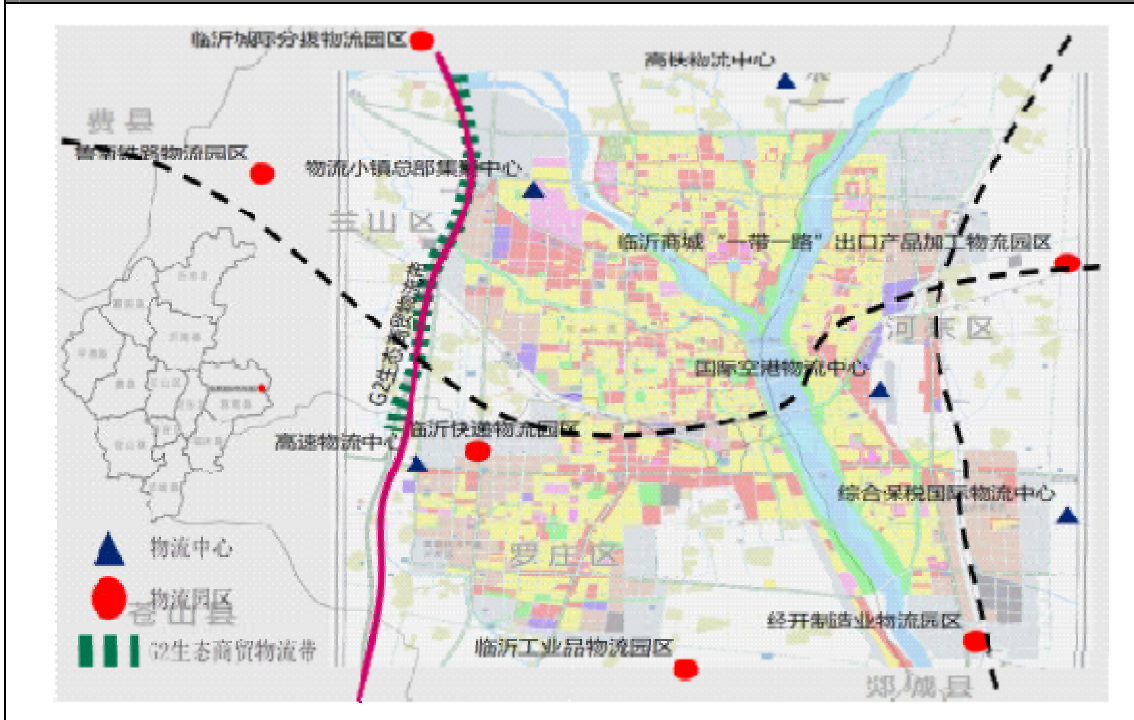 临沂城际分拨物流园区
高铁物流中心
费县
鲁南铁路物流园区
物流小镇总部集聚中心
兰山区
临沂商城“一带一路”出口产品加工物流园区
G2生态商贸物流带
河东区
国际空港物流中心
临沂快递物流园区
高速物流中心
综合保税国际物流中心
物流中心
罗庄区
物流园区
苍山县
经开制造业物流园区
G2生态商贸物流带
临沂工业品物流园区
郯城县